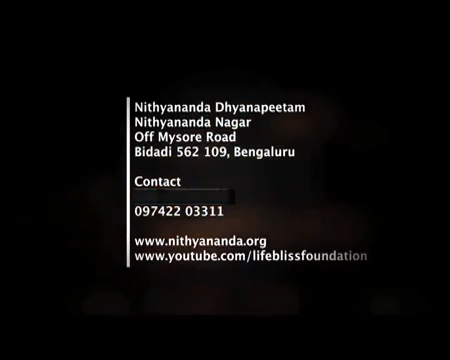 Nithyananda Dhyanapeetam
Nithyananda Nagar
Off Mysore Road
Bidadi 562 109, Bengaluru
Contact
097422 03311
www.nithyananda.org
www.youtube.com/lifeblissfoundation